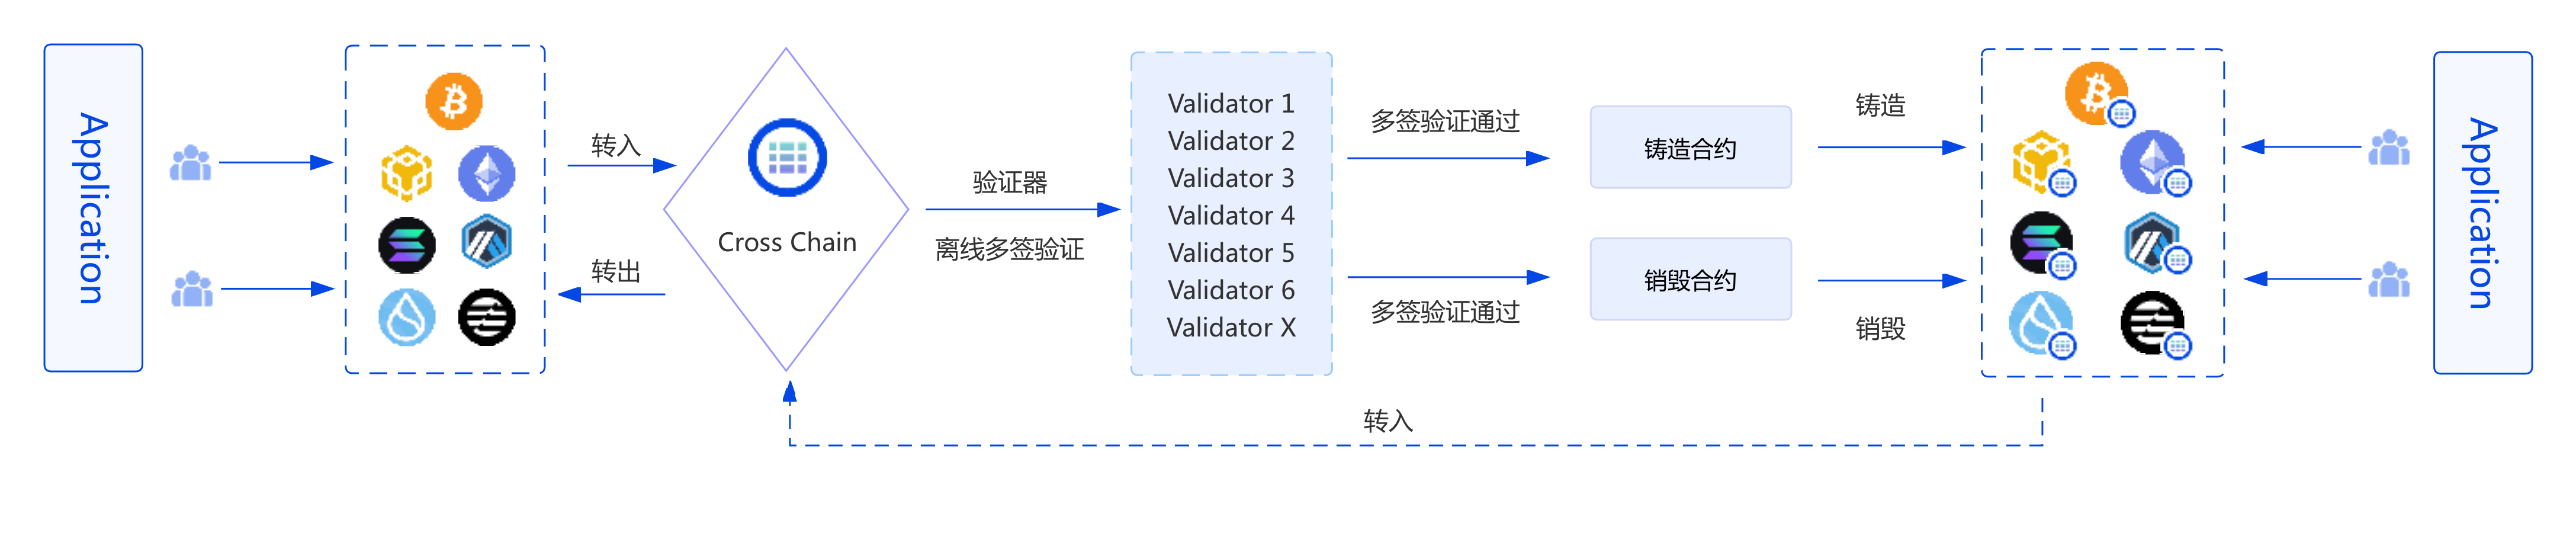 Application
转入
转出
Cross Chain
验证器
离线多签验证
Validator 1
Validator 2
Validator 3
Validator 4
Validator 5
Validator 6
Validator X
多签验证通过
多签验证通过
铸造合约
销毁合约
铸造
销毁
Application
转入